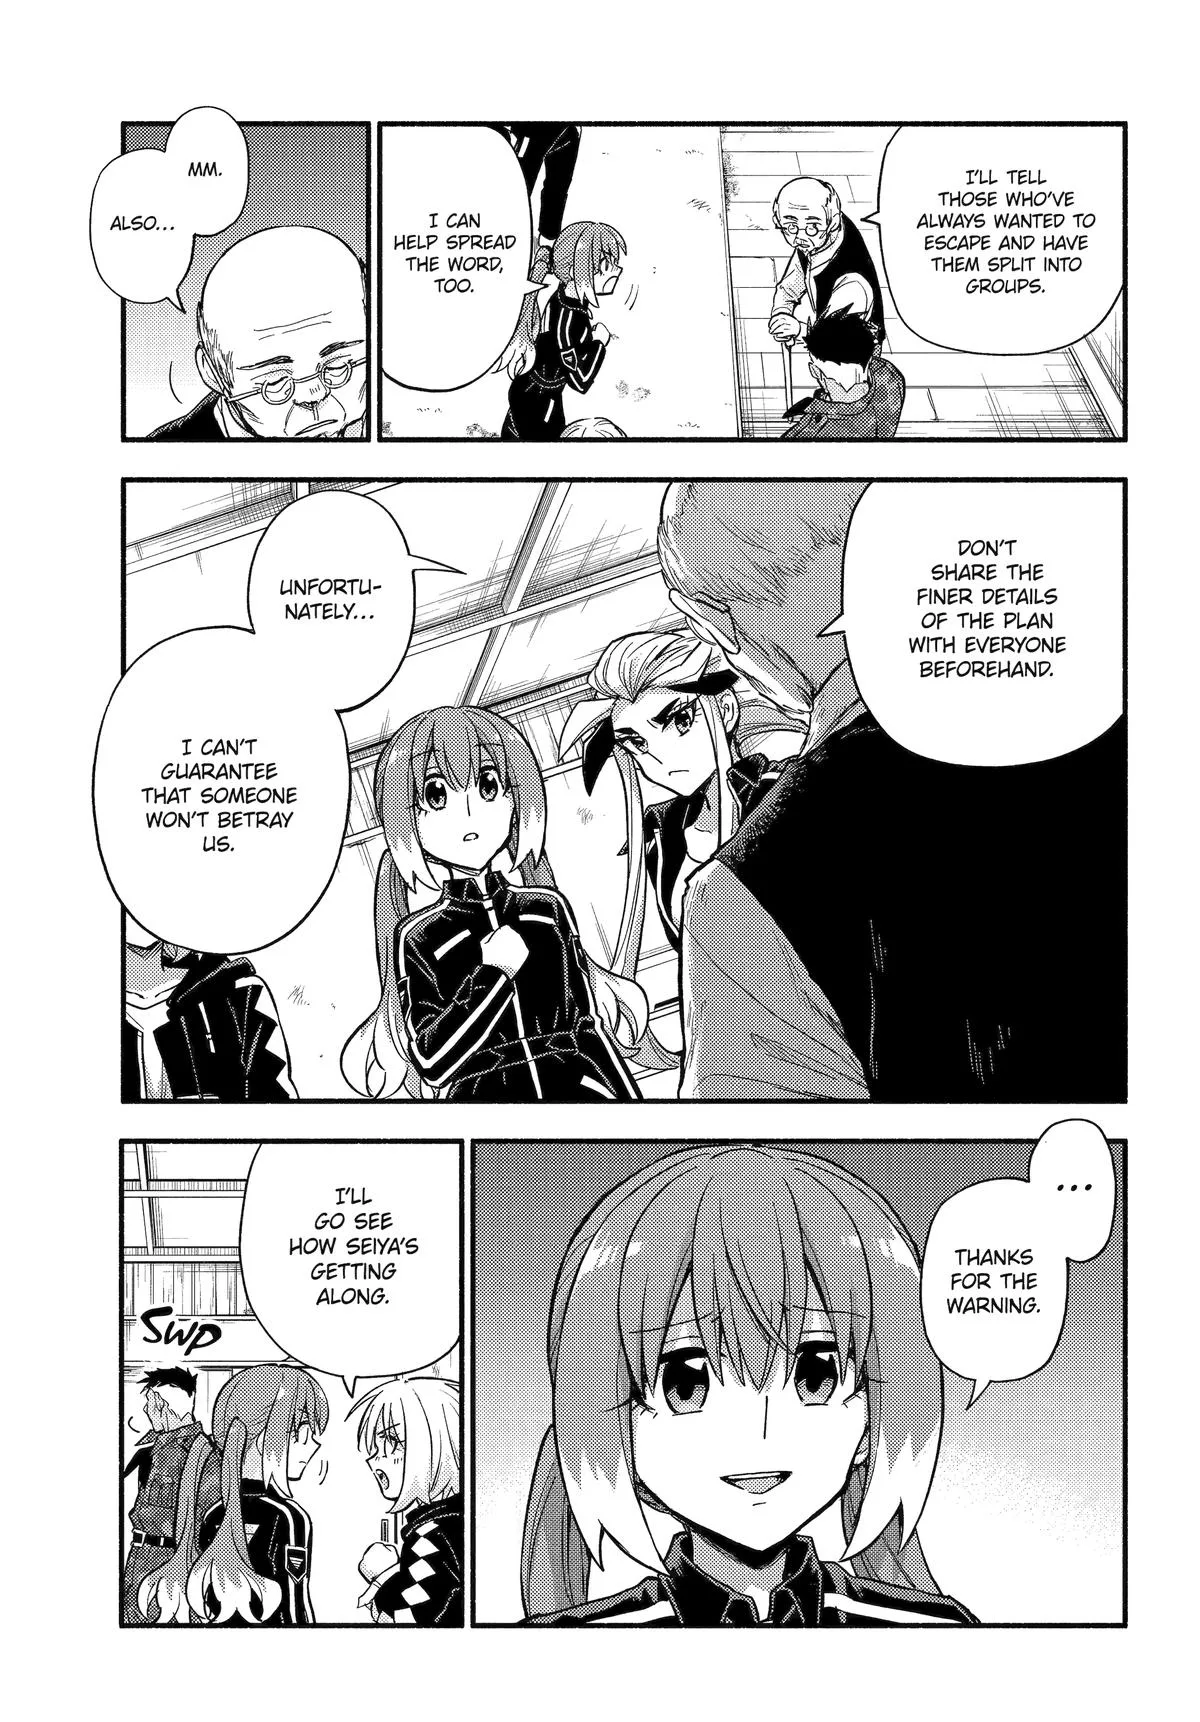 I'LL TELL
THOSE WHO'VE
ALWAYS WANTED TO
ESCAPE AND HAVE
THEM SPLIT INTO
GROUPS.
I CAN
HELP SPREAD
THE WORD,
TOO.
MM.
ALSO...
DON'T
SHARE THE
FINER DETAILS
OF THE PLAN
WITH EVERYONE
BEFOREHAND.
UNFORTU-
NATELY...
I CAN'T
GUARANTEE
THAT SOMEONE
WON'T BETRAY
US.
...
THANKS
FOR THE
WARNING.
I'LL
GO SEE
HOW SEIYA'S
GETTING
ALONG.
SWP